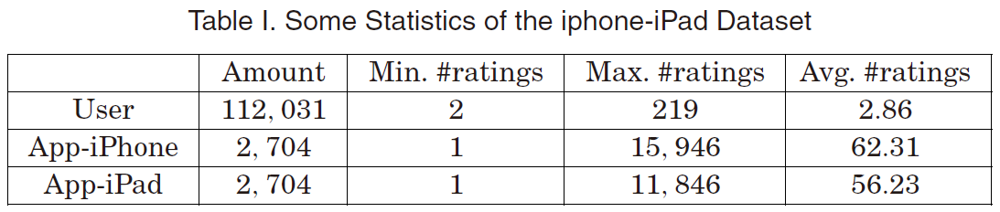 Table I. Some Statistics of the iphone-iPad Dataset
Amount Min. #ratings Max. #ratings Avg. #ratings
User 112, 031 2 219 2.86
App-iPhone 2, 704 1 15, 946 62.31
App-iPad 2, 704 1 11, 846 56.23